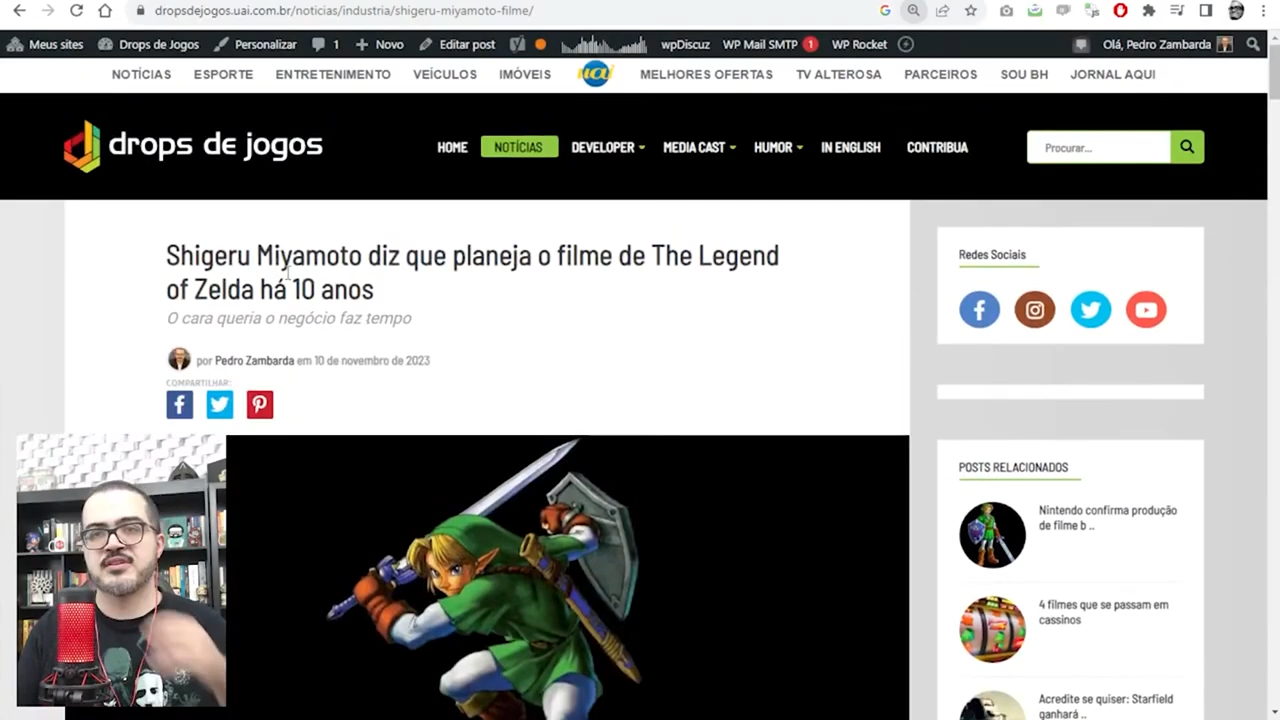 dropsdejogos.uai.com.br/noticias/industria/shigeru-miyamoto-filme/
Meus sites Drops de Jogos Personalizar 1 Novo Editar post wpDiscuz WP Mail SMTP 1 WP Rocket Olá, Pedro Zambarda
NOTÍCIAS ESPORTE ENTRETENIMENTO VEÍCULOS IMÓVEIS uai MELHORES OFERTAS TV ALTEROSA PARCEIROS SOU BH JORNAL AQUI
drops de jogos HOME NOTÍCIAS DEVELOPER MEDIA CAST HUMOR IN ENGLISH CONTRIBUA Procurar...
Shigeru Miyamoto diz que planeja o filme de The Legend
of Zelda há 10 anos
O cara queria o negócio faz tempo
por Pedro Zambarda em 10 de novembro de 2023
COMPARTILHAR:
Redes Sociais
POSTS RELACIONADOS
Nintendo confirma produção
de filme b ..
4 filmes que se passam em
cassinos
Acredite se quiser: Starfield
ganhará ..